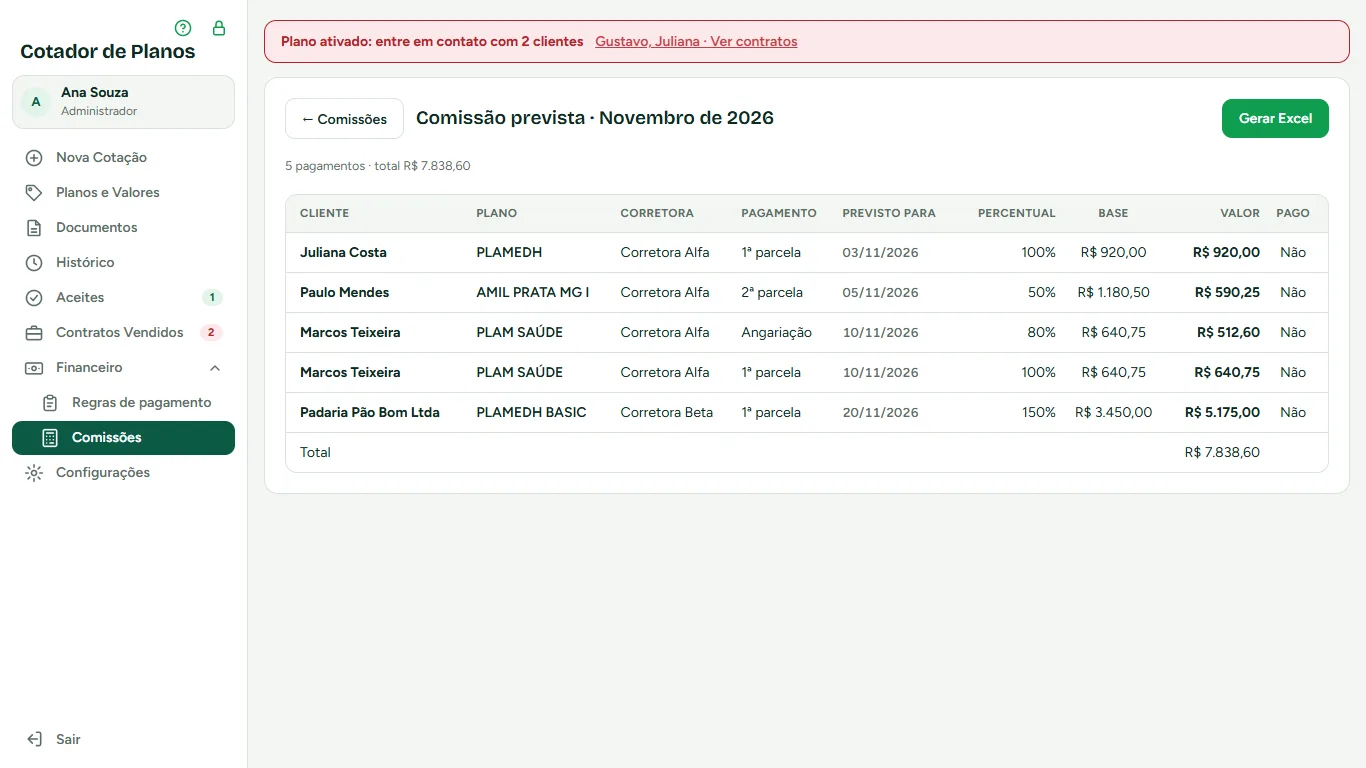 Cotador de Planos
A
Ana Souza
Administrador
Nova Cotação
Planos e Valores
Documentos
Histórico
Aceites 1
Contratos Vendidos 2
Financeiro
Regras de pagamento
Comissões
Configurações
Sair
Plano ativado: entre em contato com 2 clientes Gustavo, Juliana · Ver contratos
← Comissões Comissão prevista · Novembro de 2026 Gerar Excel
5 pagamentos · total R$ 7.838,60
CLIENTE PLANO CORRETORA PAGAMENTO PREVISTO PARA PERCENTUAL BASE VALOR PAGO
Juliana Costa PLAMEDH Corretora Alfa 1ª parcela 03/11/2026 100% R$ 920,00 R$ 920,00 Não
Paulo Mendes AMIL PRATA MG I Corretora Alfa 2ª parcela 05/11/2026 50% R$ 1.180,50 R$ 590,25 Não
Marcos Teixeira PLAM SAÚDE Corretora Alfa Angariação 10/11/2026 80% R$ 640,75 R$ 512,60 Não
Marcos Teixeira PLAM SAÚDE Corretora Alfa 1ª parcela 10/11/2026 100% R$ 640,75 R$ 640,75 Não
Padaria Pão Bom Ltda PLAMEDH BASIC Corretora Beta 1ª parcela 20/11/2026 150% R$ 3.450,00 R$ 5.175,00 Não
Total R$ 7.838,60